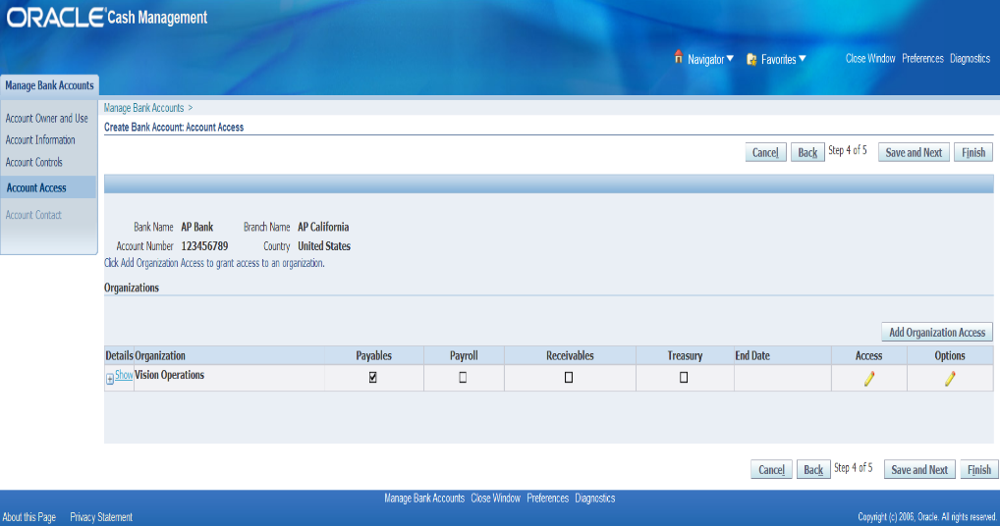 ORACLE Cash Management
Navigator Favorites Close Window Preferences Diagnostics
Manage Bank Accounts
Account Owner and Use
Account Information
Account Controls
Account Access
Account Contact
Manage Bank Accounts >
Create Bank Account: Account Access
Cancel Back Step 4 of 5 Save and Next Finish
Bank Name AP Bank Branch Name AP California
Account Number 123456789 Country United States
Click Add Organization Access to grant access to an organization.
Organizations
Add Organization Access
Details Organization Payables Payroll Receivables Treasury End Date Access Options
Show Vision Operations
Cancel Back Step 4 of 5 Save and Next Finish
Manage Bank Accounts Close Window Preferences Diagnostics
About this Page Privacy Statement Copyright (c) 2006, Oracle. All rights reserved.